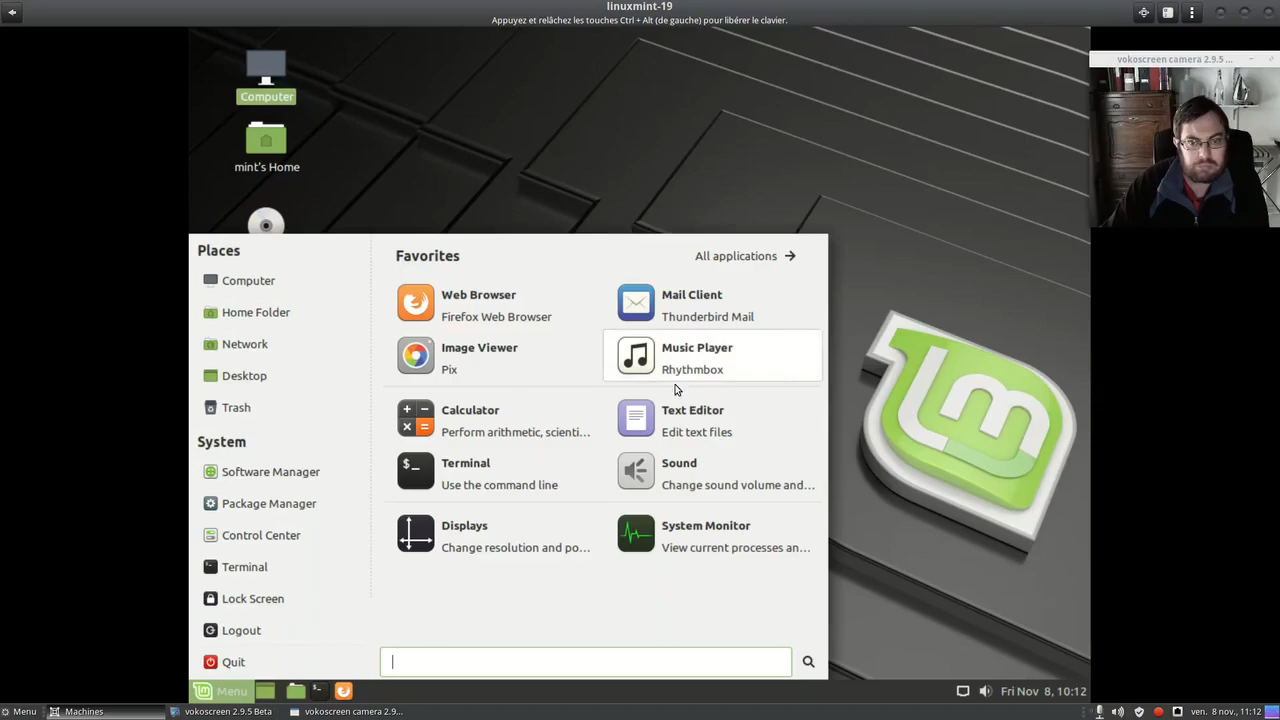 linuxmint-19
Appuyez et relâchez les touches Ctrl + Alt (de gauche) pour libérer le clavier.
vokoscreen camera 2.9.5 ...
Computer
mint's Home
Places
Computer
Home Folder
Network
Desktop
Trash
System
Software Manager
Package Manager
Control Center
Terminal
Lock Screen
Logout
Quit
Favorites
All applications
Web Browser
Firefox Web Browser
Mail Client
Thunderbird Mail
Image Viewer
Pix
Music Player
Rhythmbox
Calculator
Perform arithmetic, scienti...
Text Editor
Edit text files
Terminal
Use the command line
Sound
Change sound volume and...
Displays
Change resolution and po...
System Monitor
View current processes an...
Menu
Fri Nov 8, 10:12
Menu
Machines
vokoscreen 2.9.5 Beta
vokoscreen camera 2.9...
ven. 8 nov., 11:12